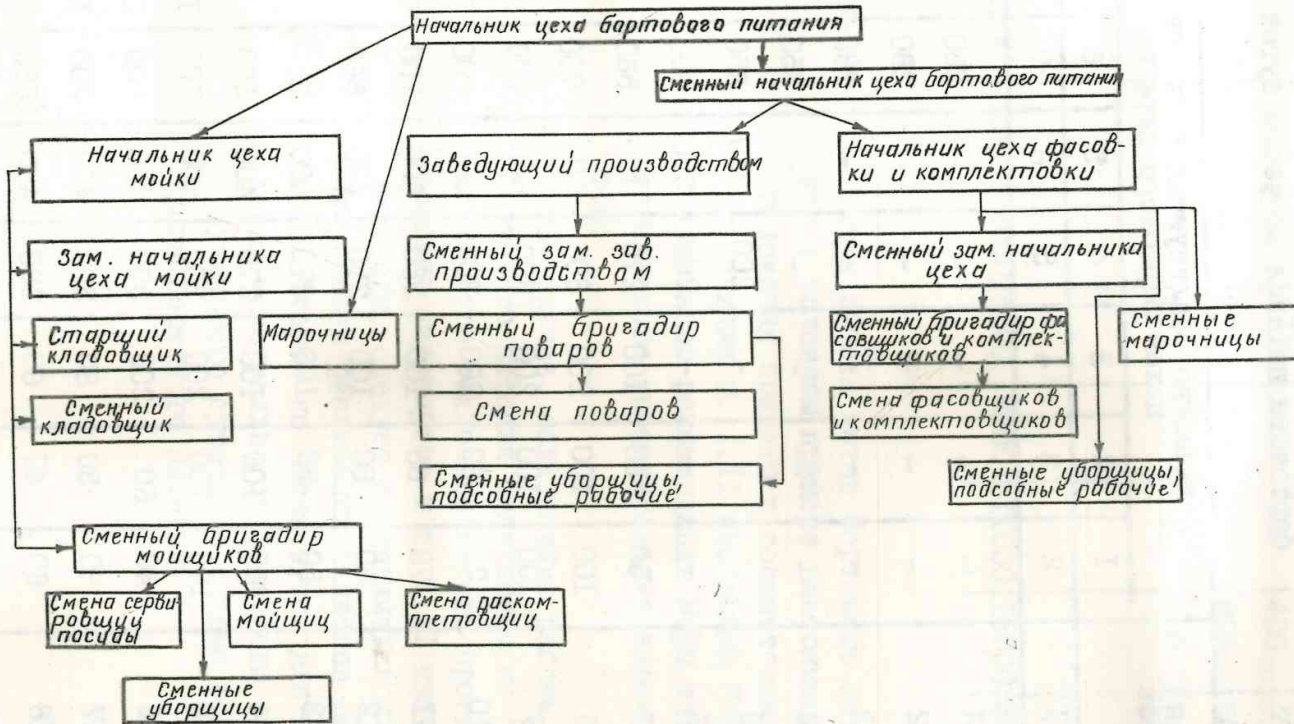 Начальник цеха бортового питания
Сменный начальник цеха бортового питани
Начальник цеха
мойки
Заведующий производством
Начальник цеха фасов-
ки и комплектовки
Зам. начальника
цеха мойки
Сменный зам. зав.
производством
Сменный зам. начальника
цеха
Старший
кладовщик
Марочницы
Сменный бригадир
поваров
Сменный бригадир фа
совщиков и комплек-
товщиков
Сменные
марочницы
Сменный
кладовщик
Смена поваров
Смена фасовщиков
и комплектовщиков
Сменные уборщицы,
подсобные рабочие
Сменные уборщицы,
подсобные рабочие
Сменный бригадир
мойщиков
Смена серви-
ровщиц
посуды
Смена
мойщиц
Смена раском-
плетовщиц
Сменные
уборщицы